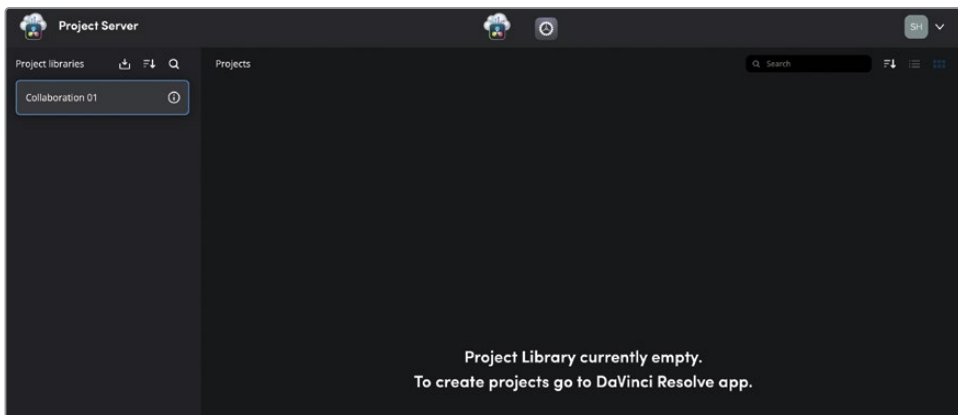 Project Server
SH
Project libraries
Projects
Search
Collaboration 01
Project Library currently empty.
To create projects go to DaVinci Resolve app.